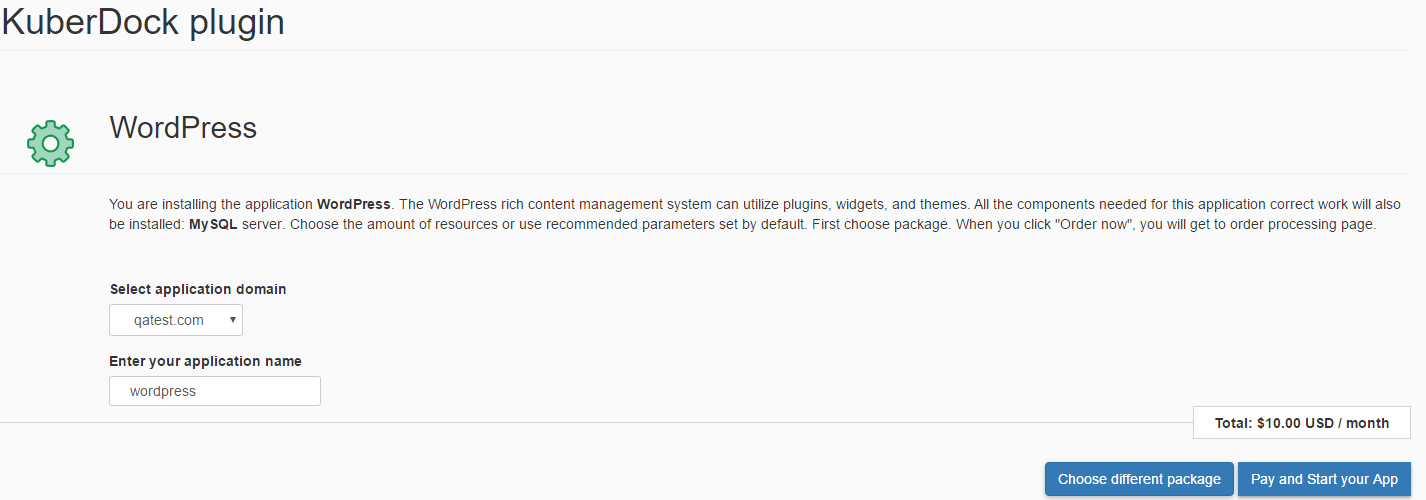 KuberDock plugin
WordPress
You are installing the application WordPress. The WordPress rich content management system can utilize plugins, widgets, and themes. All the components needed for this application correct work will also
be installed: MySQL server. Choose the amount of resources or use recommended parameters set by default. First choose package. When you click "Order now", you will get to order processing page.
Select application domain
qatest.com
Enter your application name
wordpress
Total: $10.00 USD / month
Choose different package
Pay and Start your App